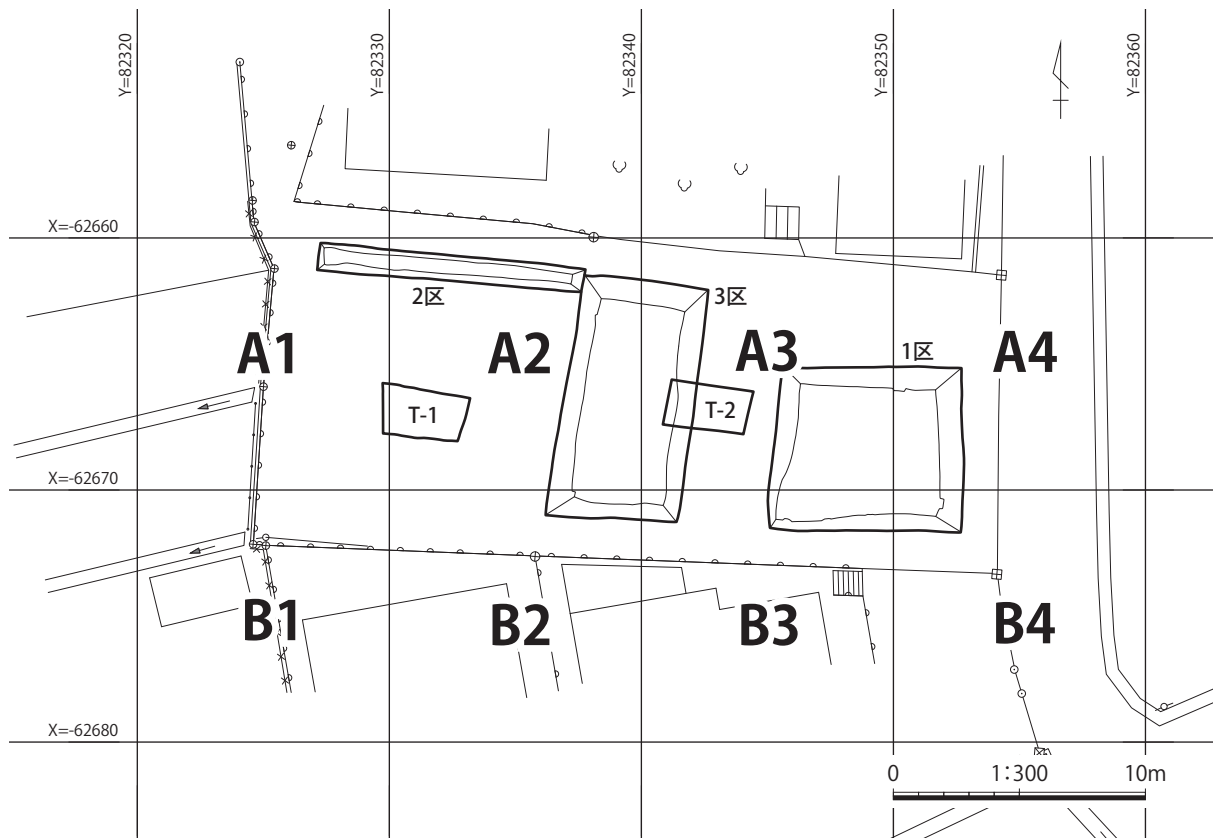 Y=82320
Y=82330
Y=82340
Y=82350
Y=82360
X=-62660
2区
3区
1区
A1
A2
A3
A4
T-1
T-2
X=-62670
B1
B2
B3
B4
X=-62680
0 1:300 10m